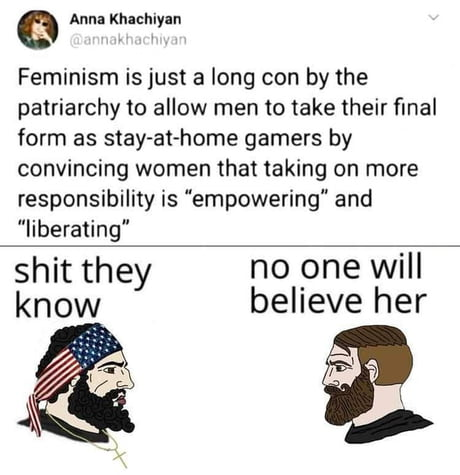 Anna Khachiyan
@annakhachiyan
Feminism is just a long con by the
patriarchy to allow men to take their final
form as stay-at-home gamers by
convincing women that taking on more
responsibility is “empowering” and
“liberating”
shit they
know
no one will
believe her